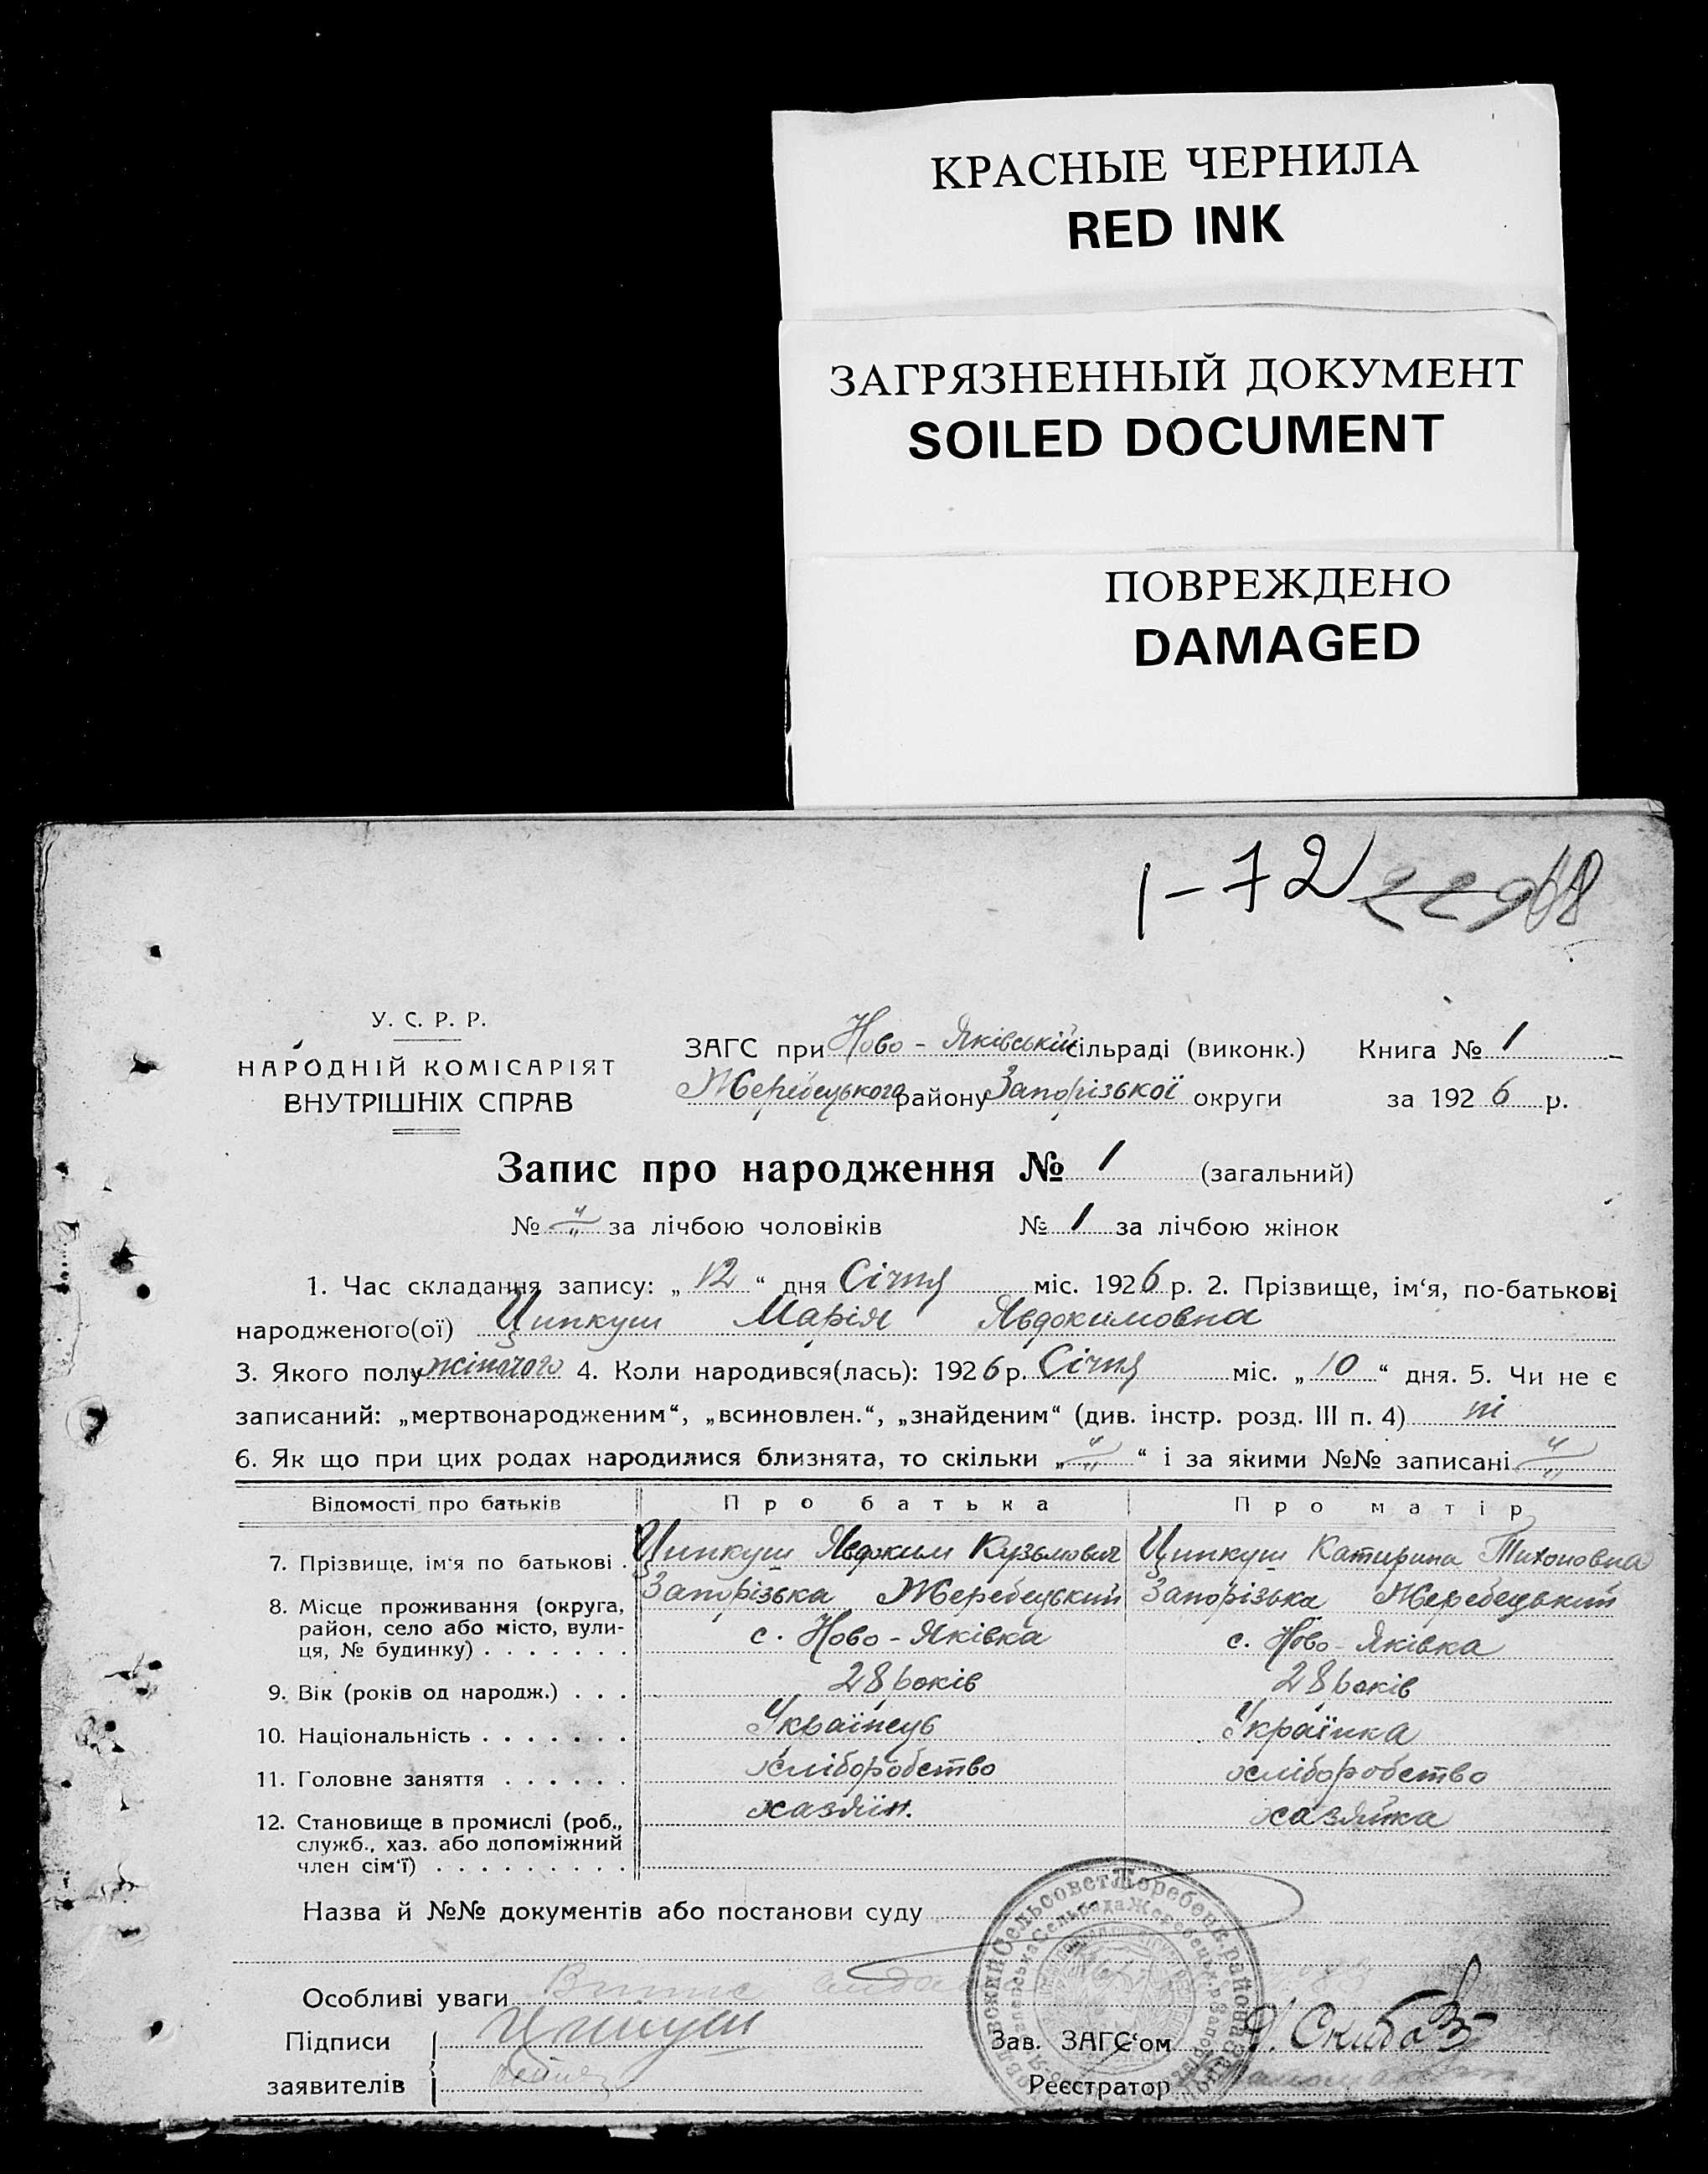 КРАСНЫЕ ЧЕРНИЛА
RED INK
ЗАГРЯЗНЕННЫЙ ДОКУМЕНТ
SOILED DOCUMENT
ПОВРЕЖДЕНО
DAMAGED
1-72
У. С. Р. Р.
НАРОДНІЙ КОМІСАРІЯТ
ВНУТРІШНІХ СПРАВ
ЗАГС при Ново-Яківській сільраді (виконк.) Книга № 1
Жеребецького району Запорізької округи за 1926 р.
Запис про народження № 1 (загальний)
№ „ за лічбою чоловіків № 1 за лічбою жінок
1. Час складання запису: „12“ дня Січня міс. 1926 р. 2. Прізвище, ім‘я, по-батькові
народженого(ої) Ципкуш Марія Явдокимовна
3. Якого полу жіночого 4. Коли народився(лась): 1926 р. Січня міс. „10“ дня. 5. Чи не є
записаний: „мертвонародженим“, „всиновлен.“, „знайденим“ (див. інстр. розд. III п. 4) ні
6. Як що при цих родах народилися близнята, то скільки „ “ і за якими №№ записані
Відомості про батьків Про батька Про матір
7. Прізвище, ім‘я по батькові . Ципкуш Явдоким Кузьмович Ципкуш Катирина Тихоновна
8. Місце проживання (округа, Запорізька Жеребецький Запорізька Жеребецький
район, село або місто, вули-
ця, № будинку) . . . . . . . с. Ново-Яківка с. Ново-Яківка
9. Вік (років од народж.) . . . 28 років 28 років
10. Національність . . . . . . . Українець Українка
11. Головне заняття . . . . . . хліборобство хліборобство
12. Становище в промислі (роб., хазяїн. хазяйка
служб., хаз. або допоміжний
член сім‘ї) . . . . . . . . .
Назва й №№ документів або постанови суду
Особливі уваги
Підписи Ципкуш Зав. ЗАГС‘ом Скиба
заявителів Реєстратор